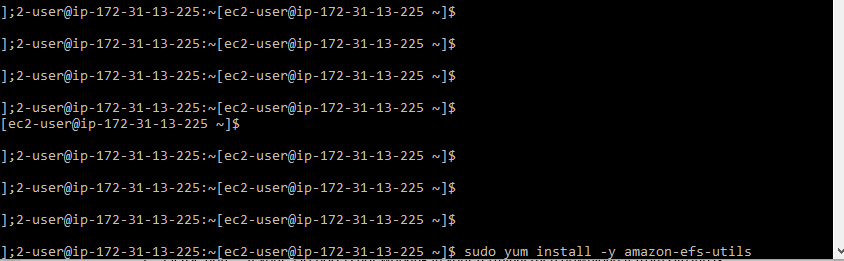 ];2-user@ip-172-31-13-225:~[ec2-user@ip-172-31-13-225 ~]$
];2-user@ip-172-31-13-225:~[ec2-user@ip-172-31-13-225 ~]$
];2-user@ip-172-31-13-225:~[ec2-user@ip-172-31-13-225 ~]$
];2-user@ip-172-31-13-225:~[ec2-user@ip-172-31-13-225 ~]$
[ec2-user@ip-172-31-13-225 ~]$
];2-user@ip-172-31-13-225:~[ec2-user@ip-172-31-13-225 ~]$
];2-user@ip-172-31-13-225:~[ec2-user@ip-172-31-13-225 ~]$
];2-user@ip-172-31-13-225:~[ec2-user@ip-172-31-13-225 ~]$
];2-user@ip-172-31-13-225:~[ec2-user@ip-172-31-13-225 ~]$ sudo yum install -y amazon-efs-utils